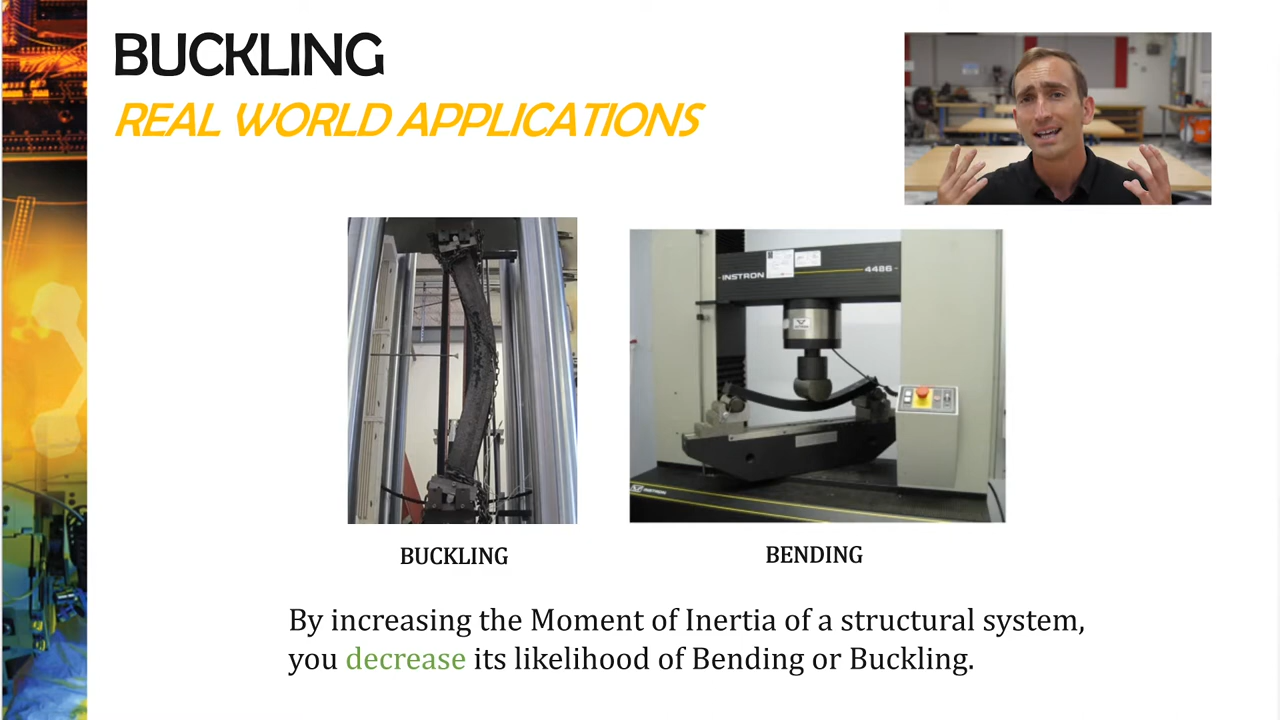 BUCKLING
REAL WORLD APPLICATIONS
INSTRON 4486
INSTRON
BUCKLING
BENDING
By increasing the Moment of Inertia of a structural system,
you decrease its likelihood of Bending or Buckling.